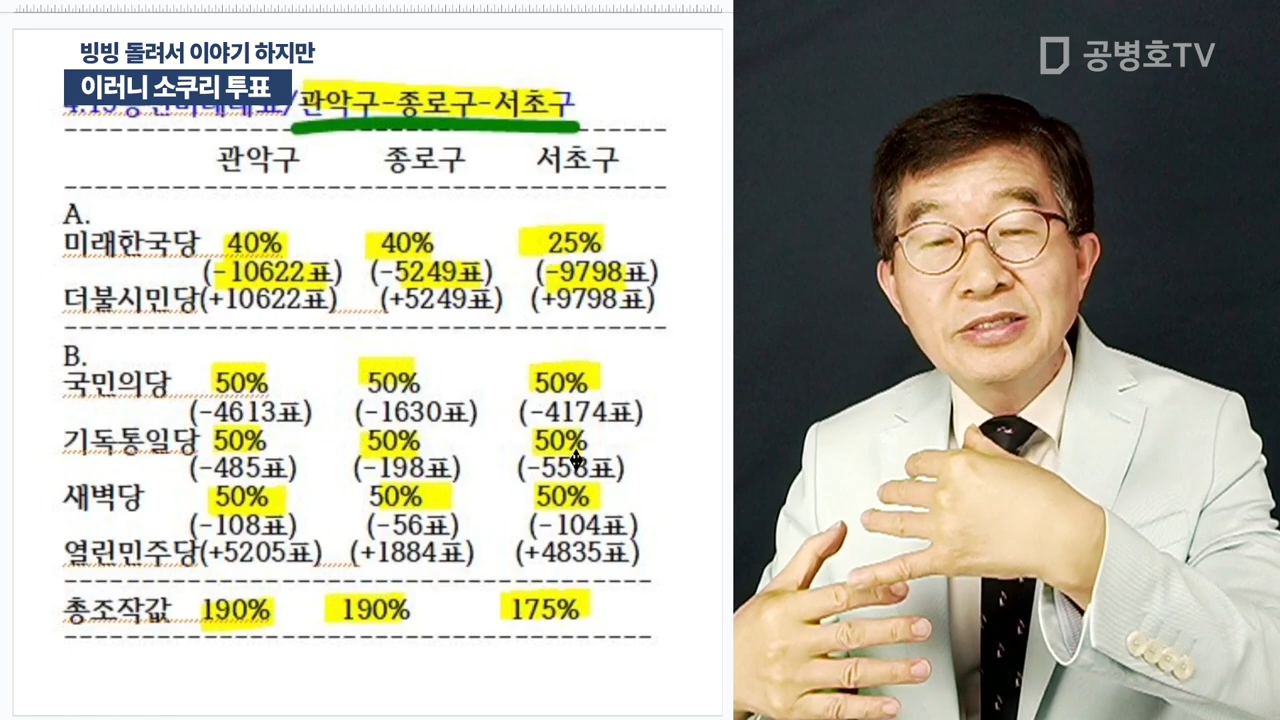 빙빙 돌려서 이야기 하지만
이러니 소쿠리 투표
공병호TV
/관악구-종로구-서초구
관악구 종로구 서초구
A.
미래한국당 40% 40% 25%
(-10622표) (-5249표) (-9798표)
더불시민당(+10622표) (+5249표) (+9798표)
B.
국민의당 50% 50% 50%
(-4613표) (-1630표) (-4174표)
기독통일당 50% 50% 50%
(-485표) (-198표) (-558표)
새벽당 50% 50% 50%
(-108표) (-56표) (-104표)
열린민주당(+5205표) (+1884표) (+4835표)
총조작값 190% 190% 175%